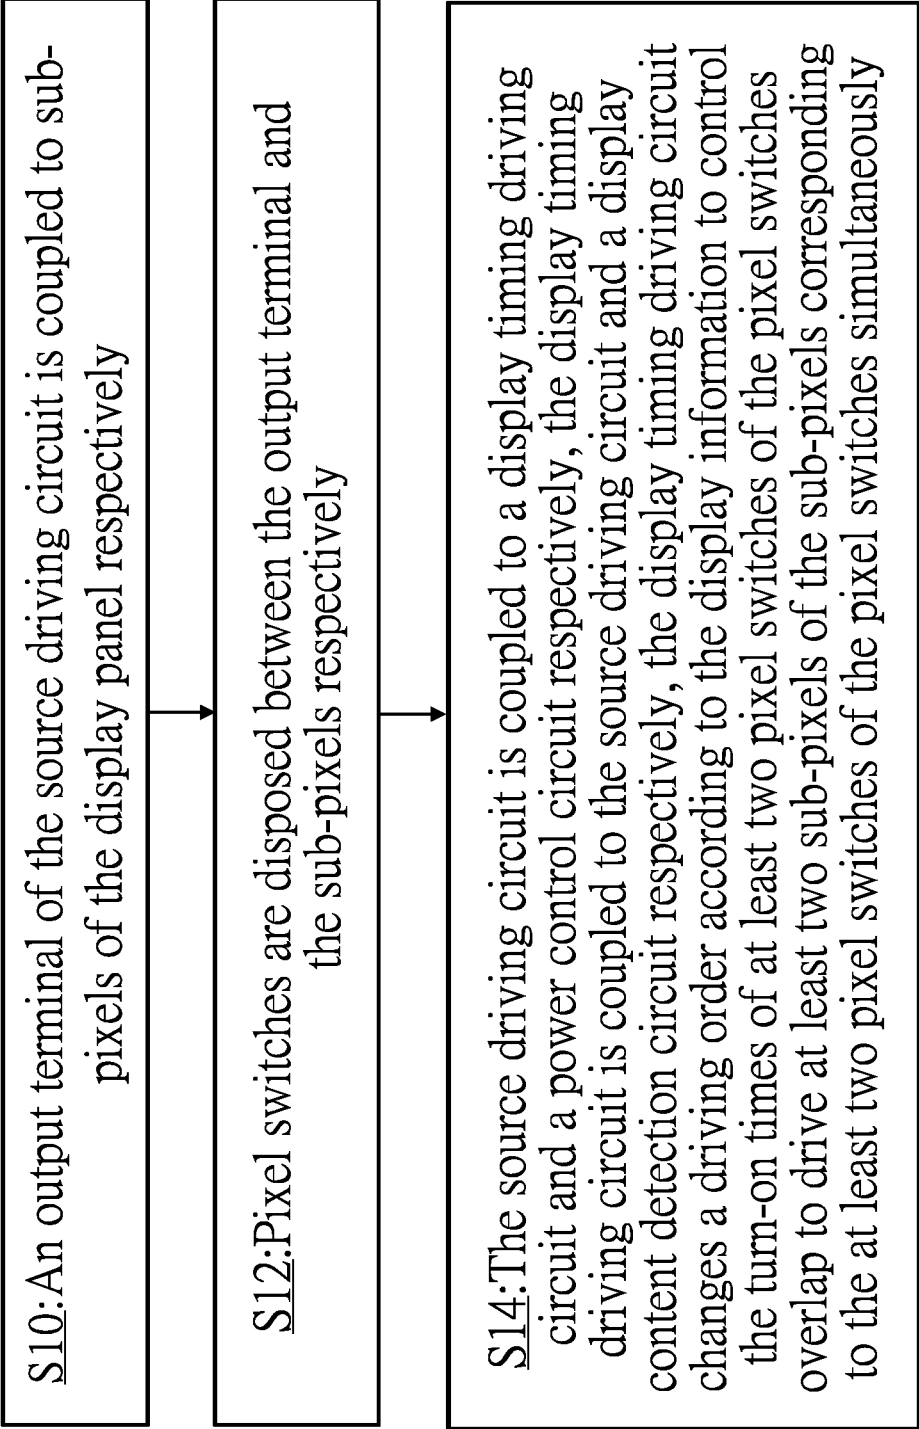 S10:An output terminal of the source driving circuit is coupled to sub-
pixels of the display panel respectively
S12:Pixel switches are disposed between the output terminal and
the sub-pixels respectively
S14:The source driving circuit is coupled to a display timing driving
circuit and a power control circuit respectively, the display timing
driving circuit is coupled to the source driving circuit and a display
content detection circuit respectively, the display timing driving circuit
changes a driving order according to the display information to control
the turn-on times of at least two pixel switches of the pixel switches
overlap to drive at least two sub-pixels of the sub-pixels corresponding
to the at least two pixel switches of the pixel switches simultaneously